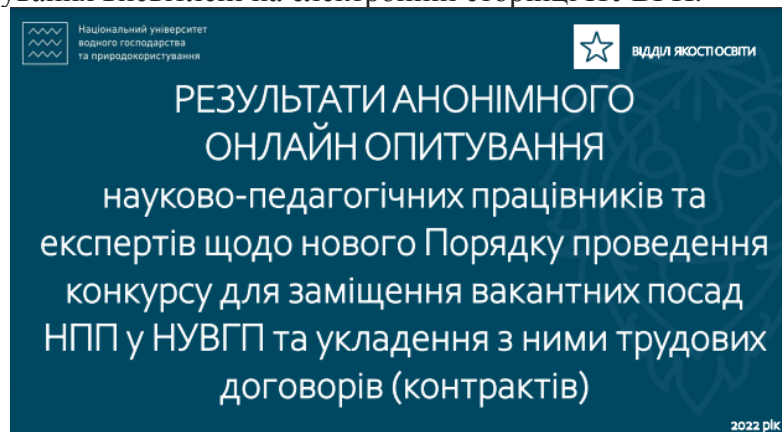 Національний університет
водного господарства
та природокористування
ВІДДІЛ ЯКОСТІ ОСВІТИ
РЕЗУЛЬТАТИ АНОНІМНОГО
ОНЛАЙН ОПИТУВАННЯ
науково-педагогічних працівників та
експертів щодо нового Порядку проведення
конкурсу для заміщення вакантних посад
НПП у НУВГП та укладення з ними трудових
договорів (контрактів)
2022 рік